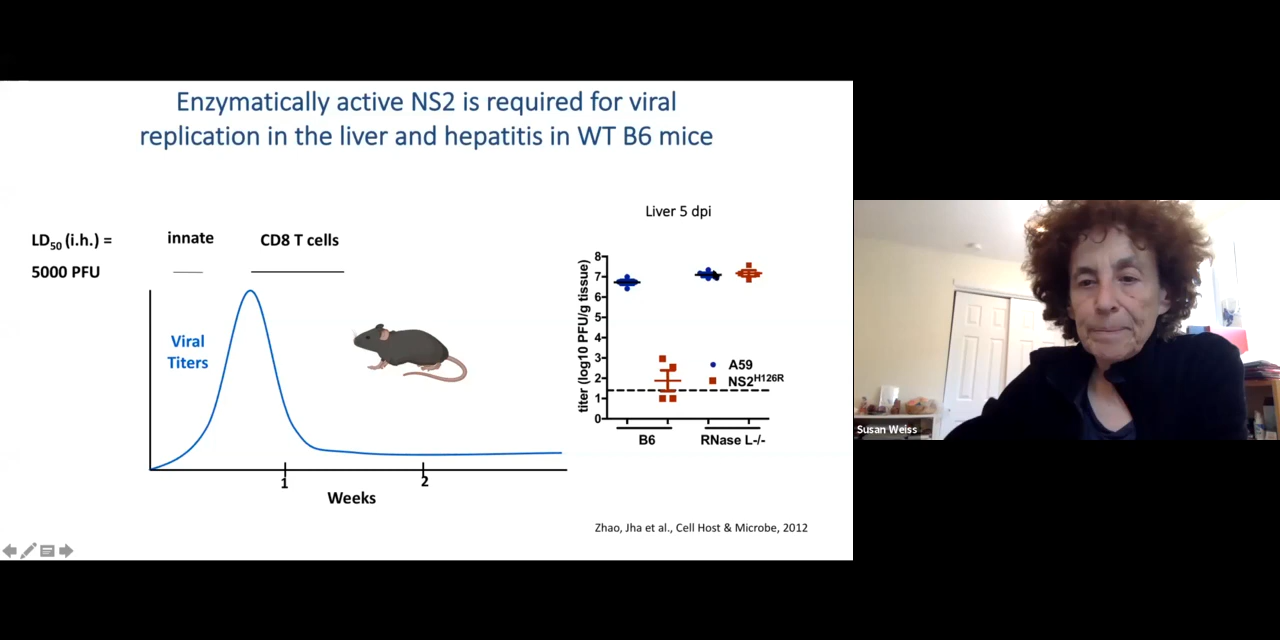 Enzymatically active NS2 is required for viral
replication in the liver and hepatitis in WT B6 mice
LD50 (i.h.) =
5000 PFU
innate
CD8 T cells
Viral
Titers
1
2
Weeks
Liver 5 dpi
titer (log10 PFU/g tissue)
8
7
6
5
4
3
2
1
0
A59
NS2H126R
B6
RNase L-/-
Zhao, Jha et al., Cell Host & Microbe, 2012
Susan Weiss